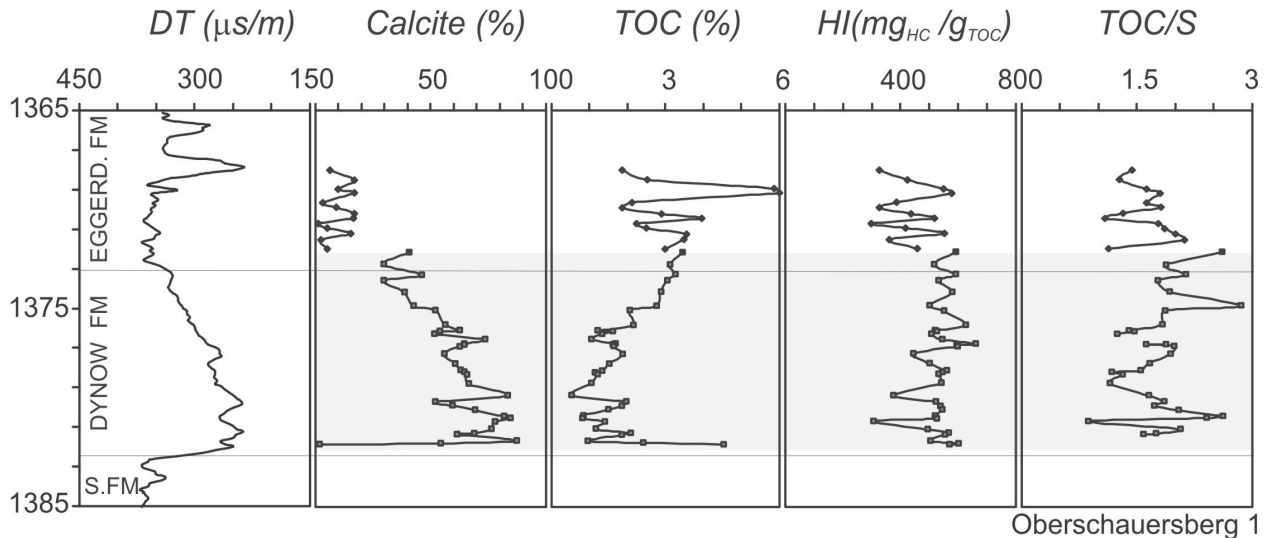 DT (µs/m) Calcite (%) TOC (%) HI(mgHC /gTOC) TOC/S
450 300 150 50 100 3 6 400 800 1.5 3
1365
EGGERD. FM
1375
DYNOW FM
S.FM
1385
Oberschauersberg 1